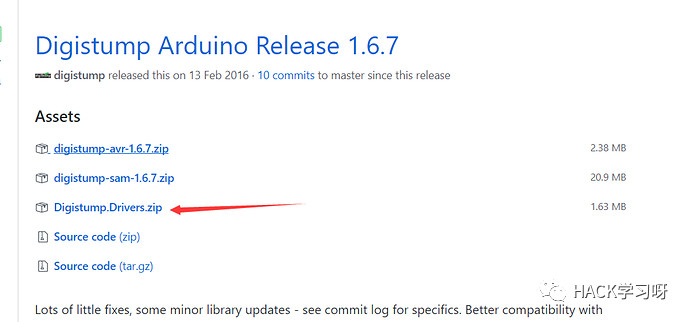 Digistump Arduino Release 1.6.7
digistump released this on 13 Feb 2016 · 10 commits to master since this release
Assets
digistump-avr-1.6.7.zip 2.38 MB
digistump-sam-1.6.7.zip 20.9 MB
Digistump.Drivers.zip 1.63 MB
Source code (zip)
Source code (tar.gz)
HACK学习呀
Lots of little fixes, some minor library updates - see commit log for specifics. Better compatibility with